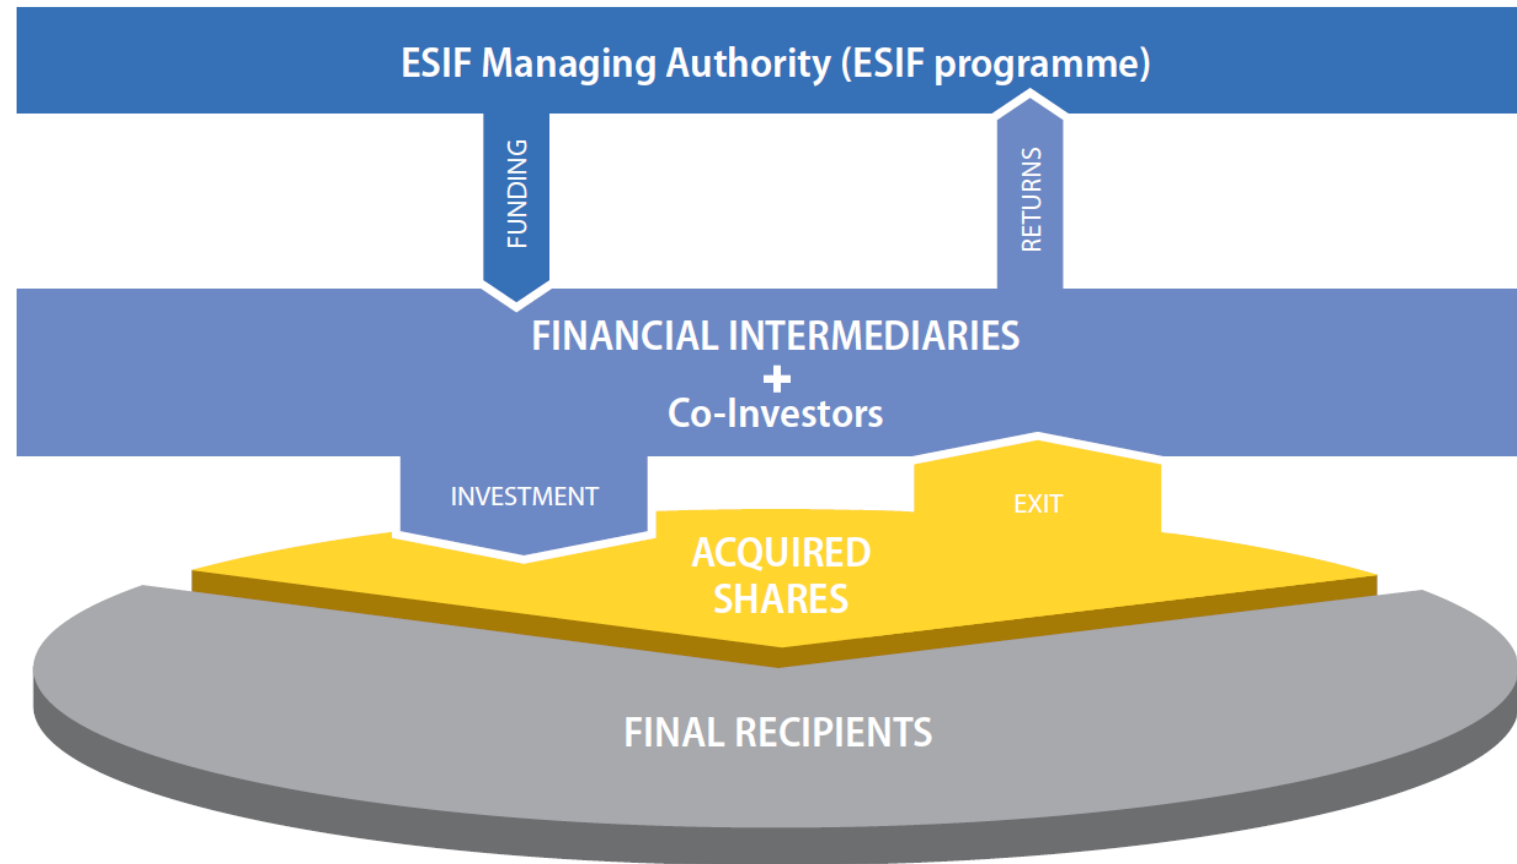 ESIF Managing Authority (ESIF programme)
FUNDING
RETURNS
FINANCIAL INTERMEDIARIES
+
Co-Investors
INVESTMENT
EXIT
ACQUIRED
SHARES
FINAL RECIPIENTS